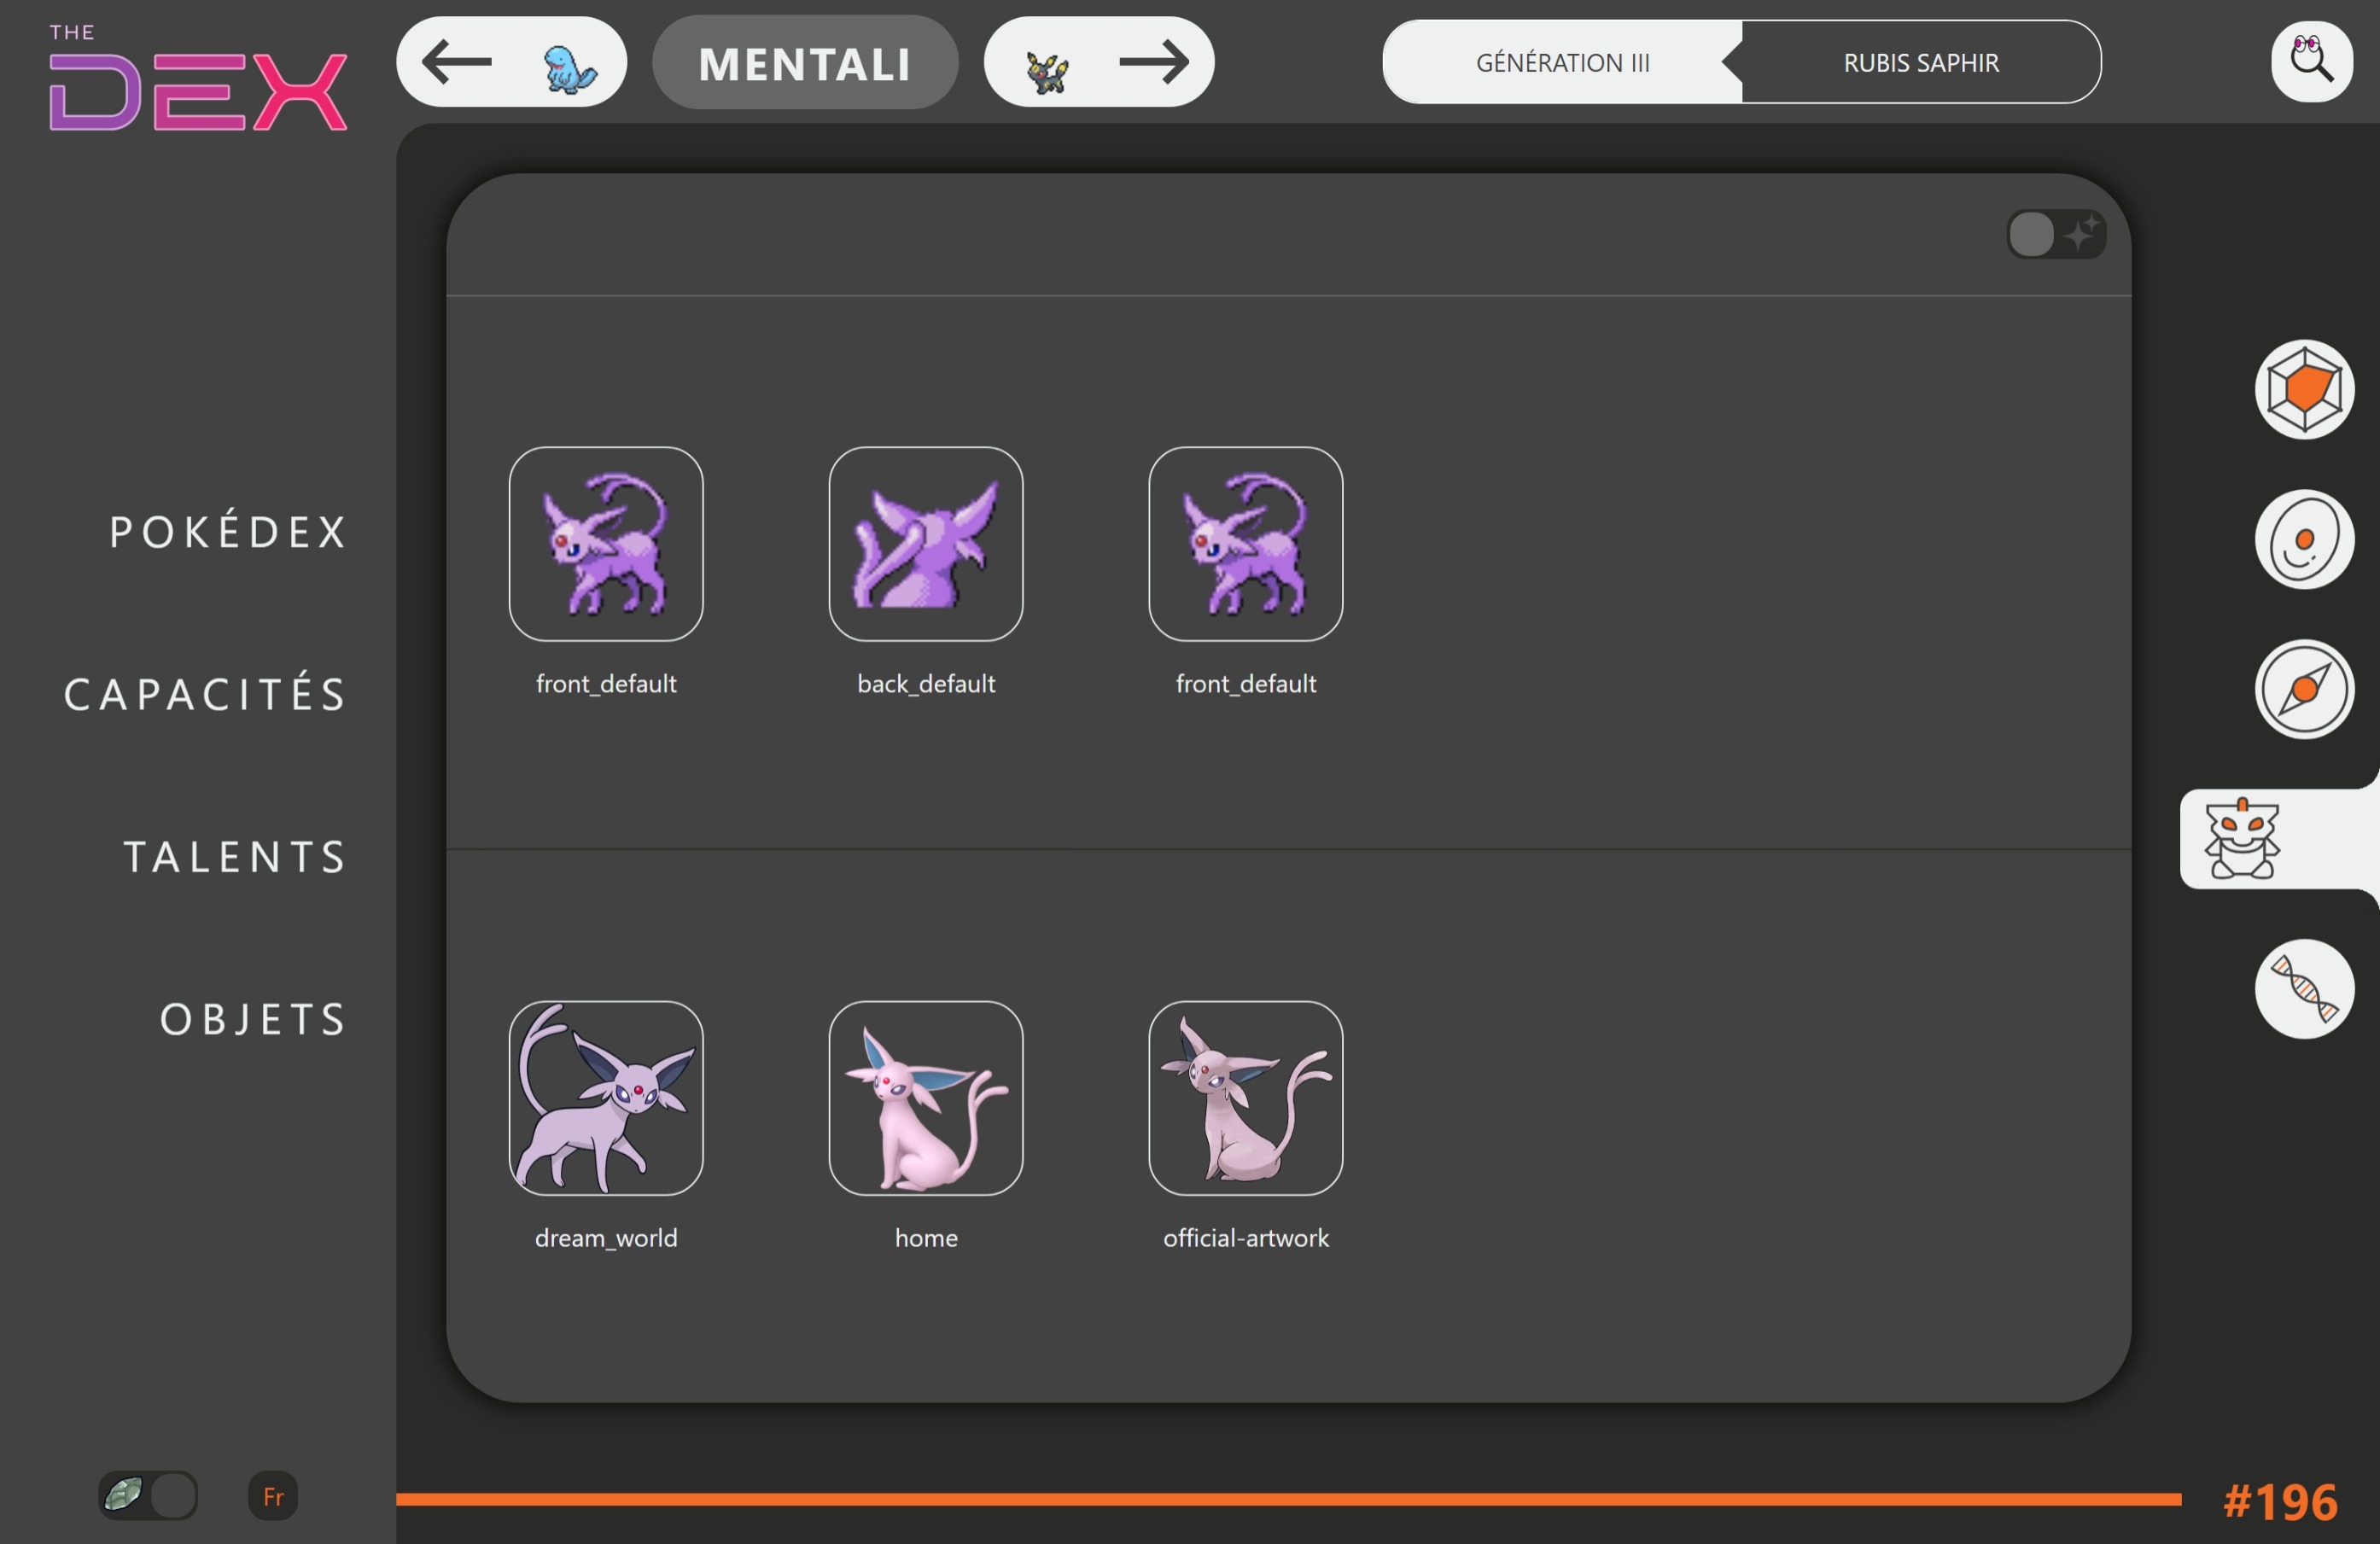 THE
DEX
MENTALI
GÉNÉRATION III
RUBIS SAPHIR
POKÉDEX
CAPACITÉS
TALENTS
OBJETS
front_default
back_default
front_default
dream_world
home
official-artwork
Fr
#196